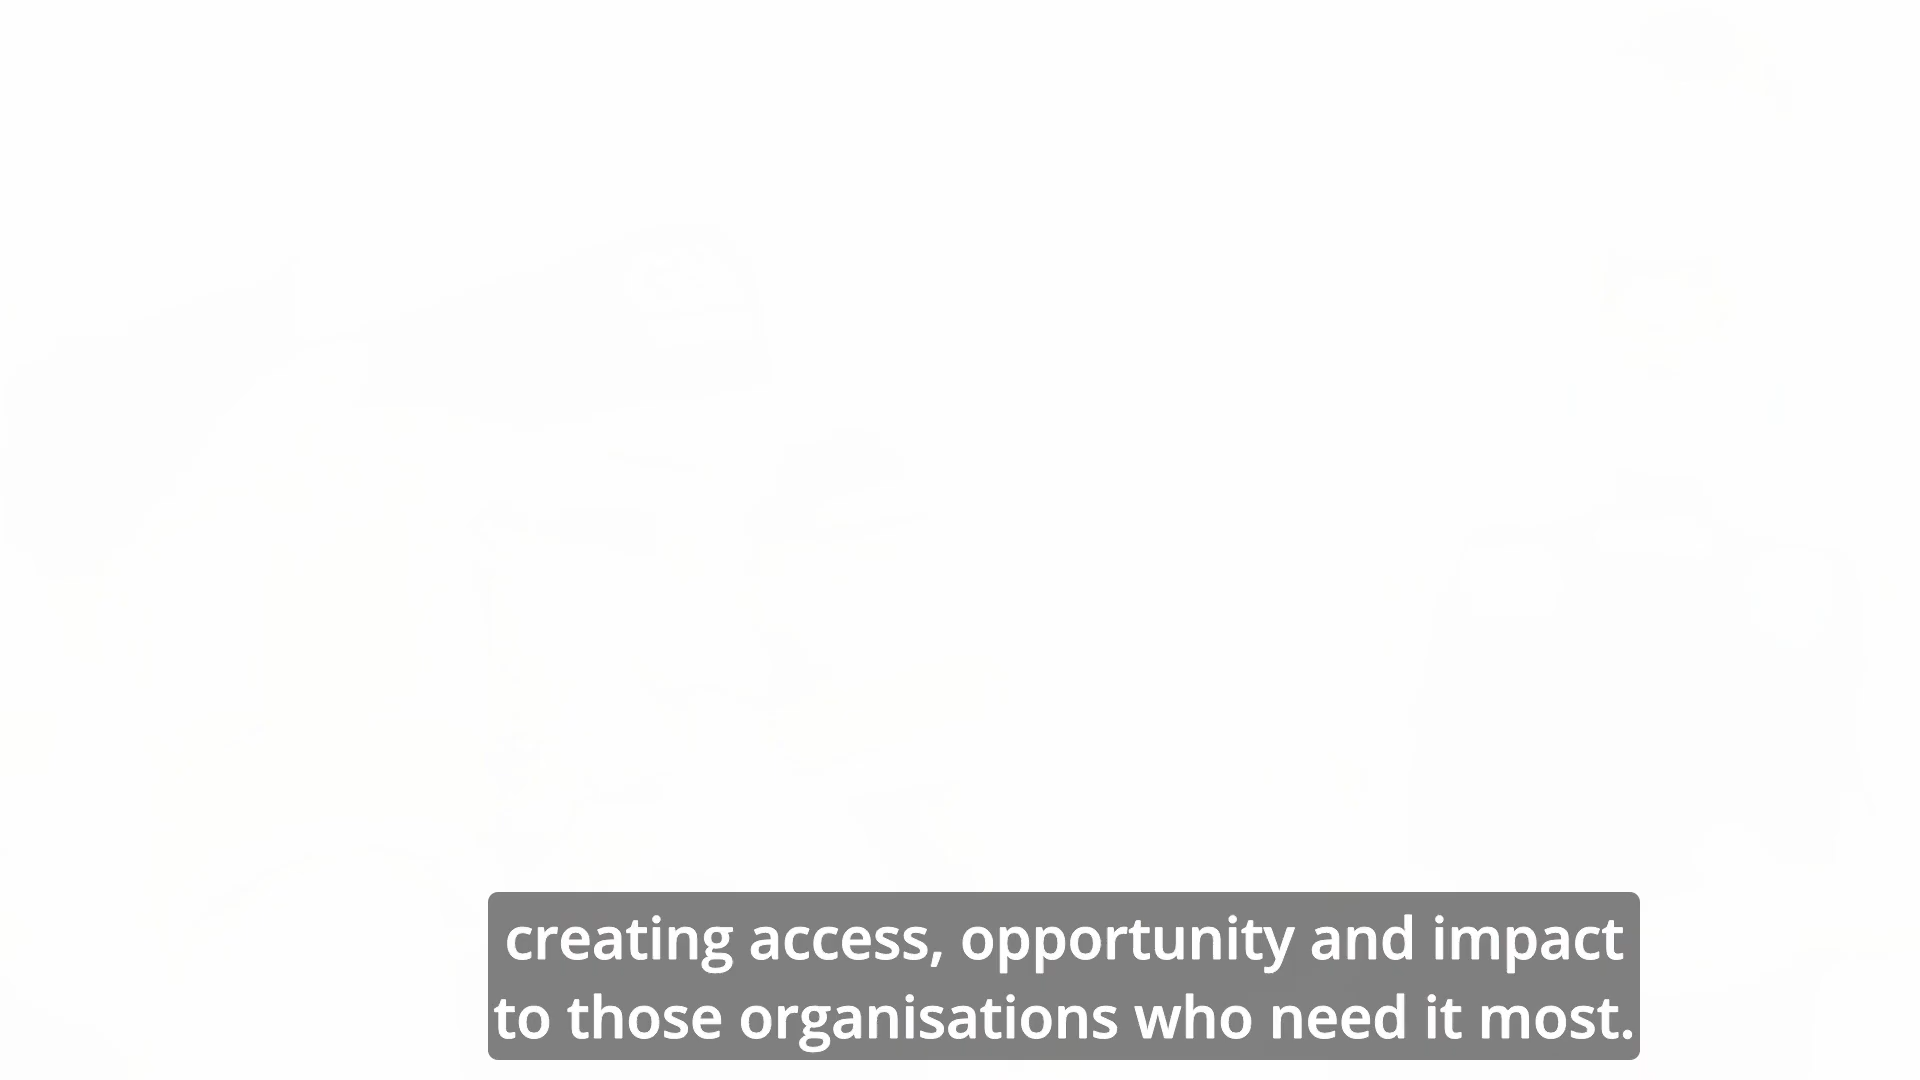 creating access, opportunity and impact
to those organisations who need it most.